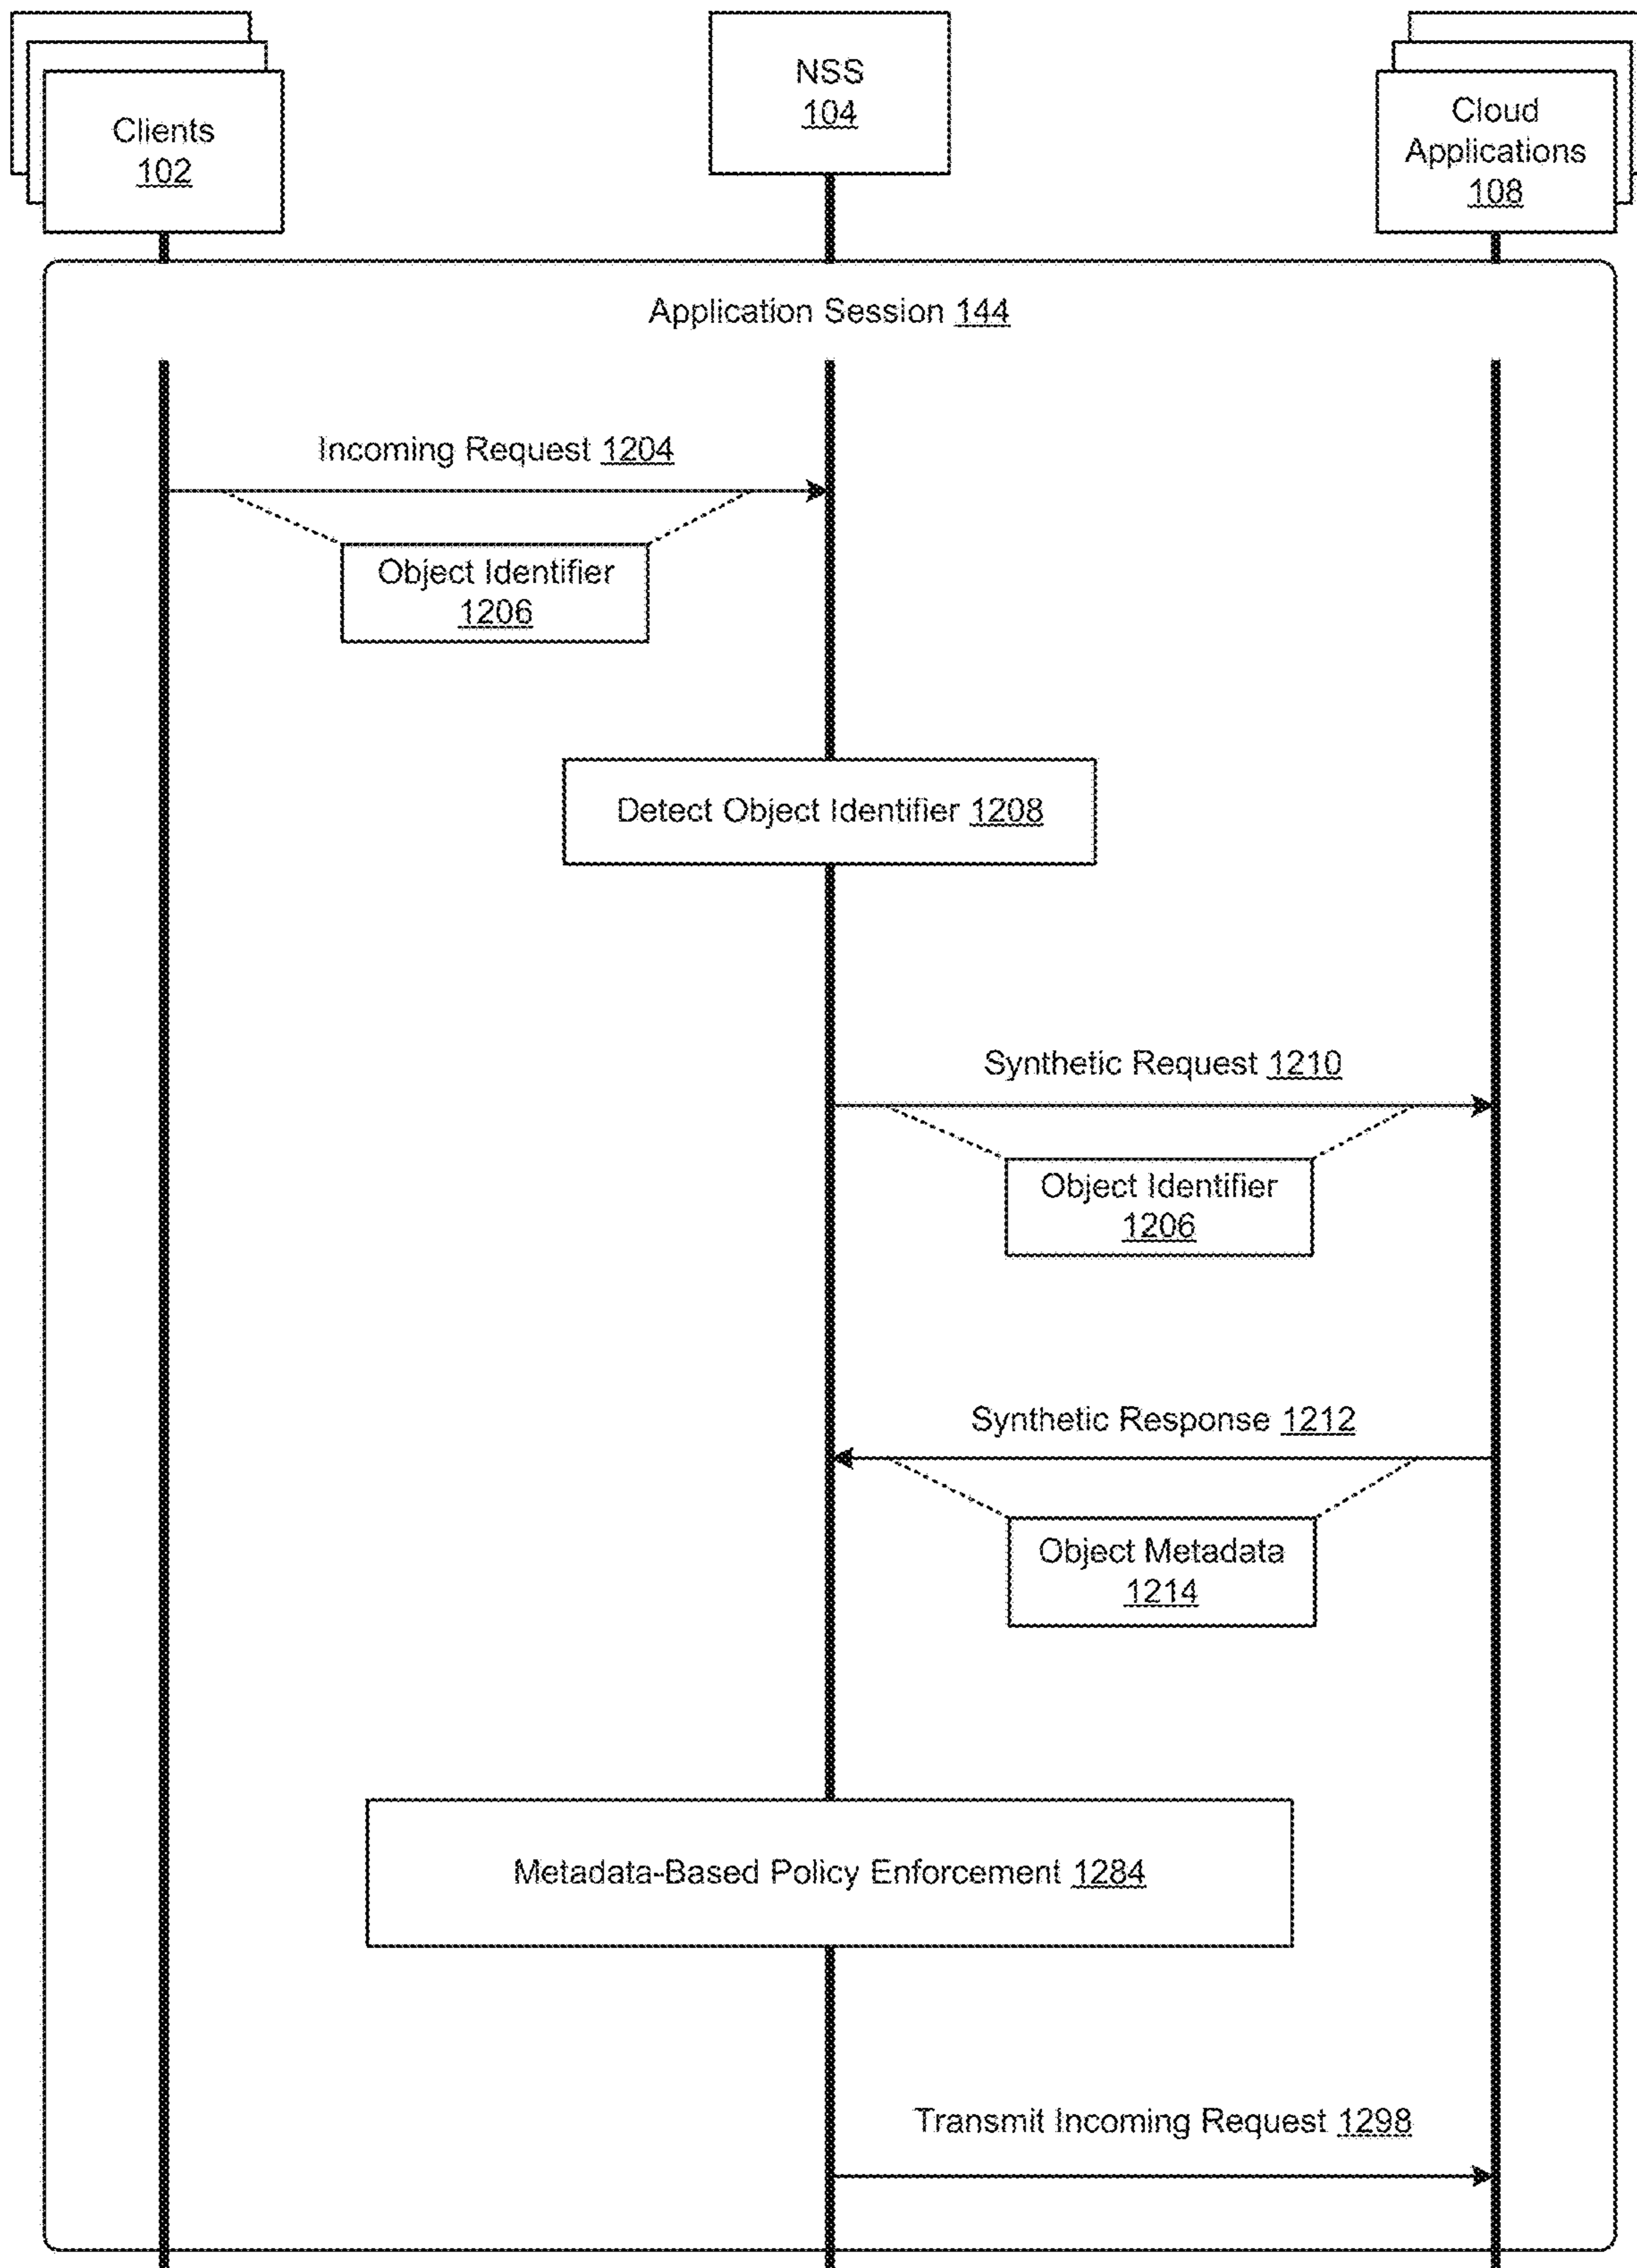 Clients
102
NSS
104
Cloud
Applications
108
Application Session 144
Incoming Request 1204
Object Identifier
1206
Detect Object Identifier 1208
Synthetic Request 1210
Object Identifier
1206
Synthetic Response 1212
Object Metadata
1214
Metadata-Based Policy Enforcement 1284
Transmit Incoming Request 1298